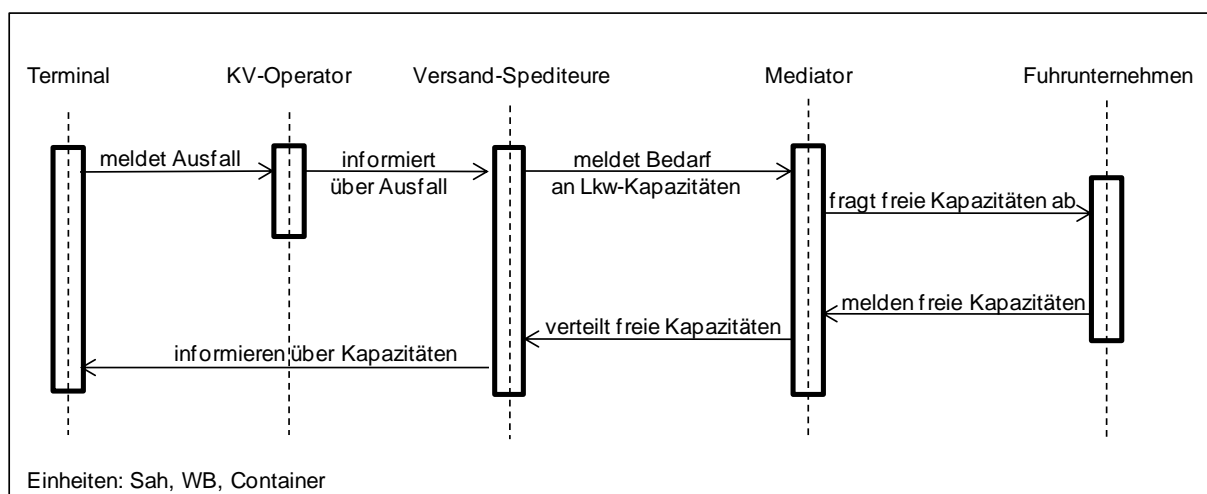 Terminal
KV-Operator
Versand-Spediteure
Mediator
Fuhrunternehmen
meldet Ausfall
informiert
über Ausfall
meldet Bedarf
an Lkw-Kapazitäten
fragt freie Kapazitäten ab
melden freie Kapazitäten
verteilt freie Kapazitäten
informieren über Kapazitäten
Einheiten: Sah, WB, Container